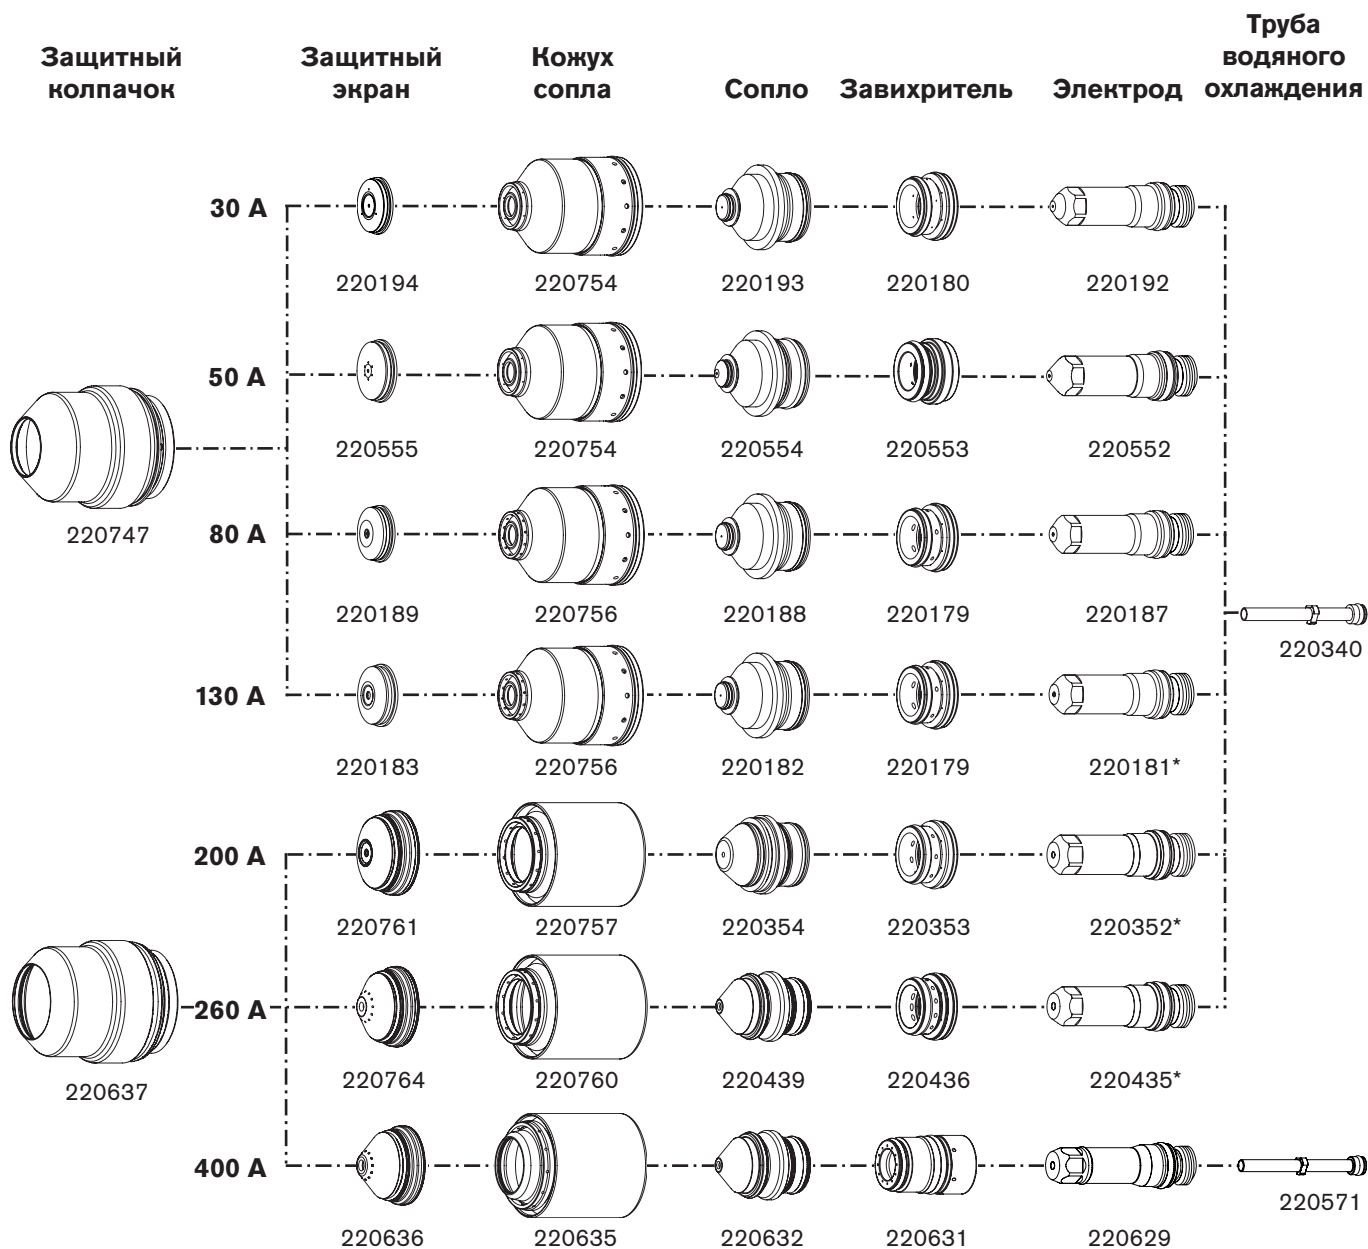 Защитный
колпачок
Защитный
экран
Кожух
сопла
Сопло
Завихритель
Электрод
Труба
водяного
охлаждения
30 A
220194
220754
220193
220180
220192
50 A
220555
220754
220554
220553
220552
220747
80 A
220189
220756
220188
220179
220187
220340
130 A
220183
220756
220182
220179
220181*
200 A
220761
220757
220354
220353
220352*
220637
260 A
220764
220760
220439
220436
220435*
400 A
220636
220635
220632
220631
220629
220571